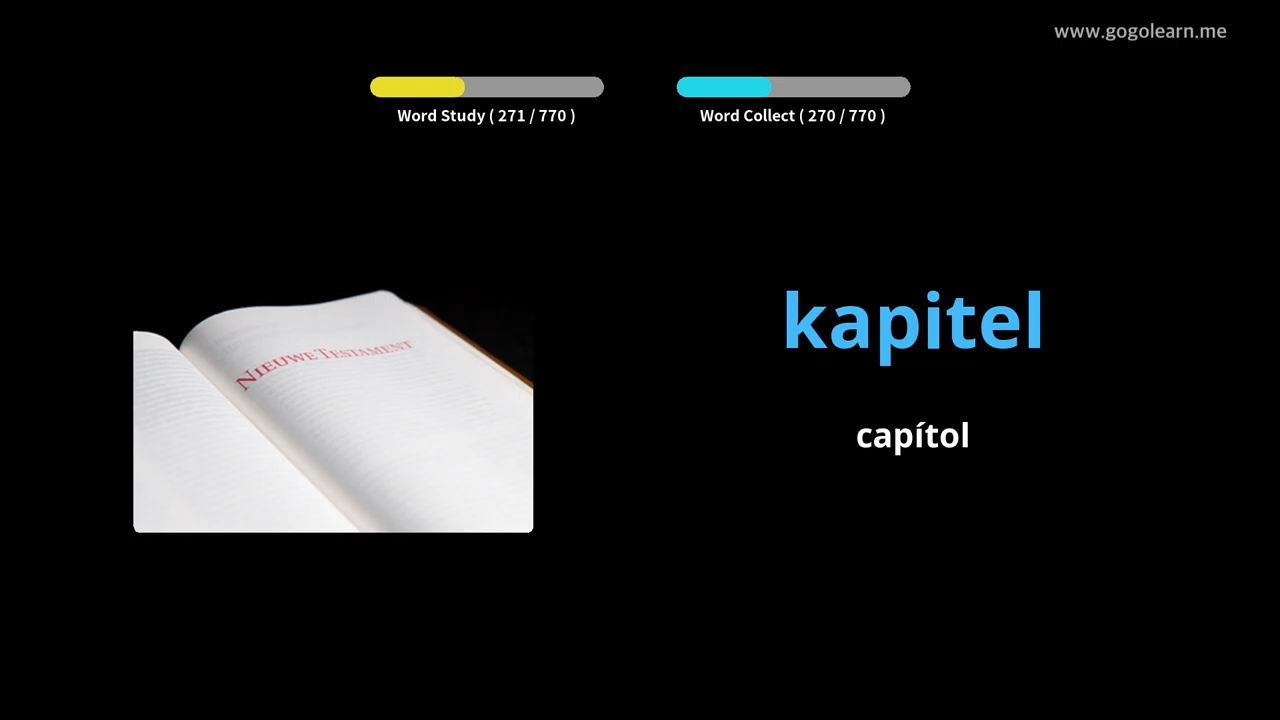 www.gogolearn.me
Word Study ( 271 / 770 )
Word Collect ( 270 / 770 )
NIEUWE TESTAMENT
kapitel
capítol